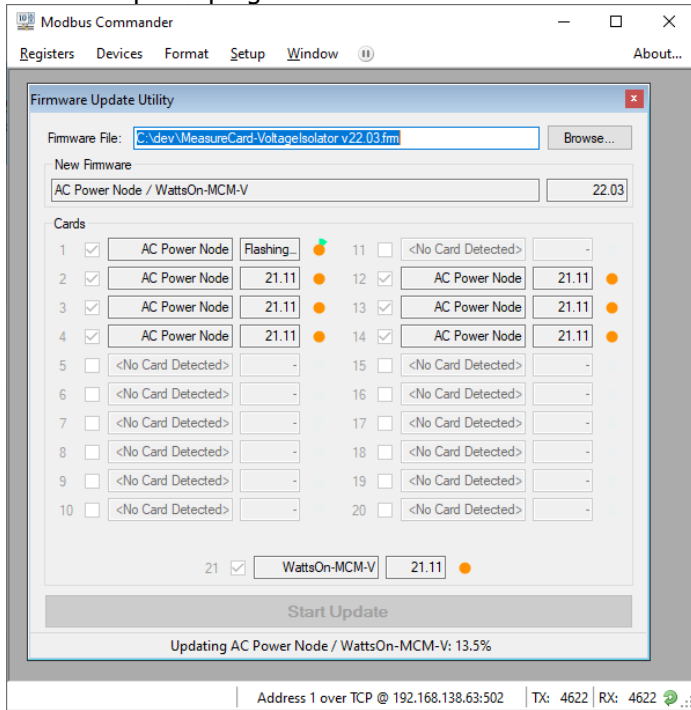 Modbus Commander
Registers Devices Format Setup Window About...
Firmware Update Utility
Firmware File: C:\dev\MeasureCard-VoltageIsolator v22.03.frm Browse...
New Firmware
AC Power Node / WattsOn-MCM-V 22.03
Cards
1 AC Power Node Flashing... 11 <No Card Detected> -
2 AC Power Node 21.11 12 AC Power Node 21.11
3 AC Power Node 21.11 13 AC Power Node 21.11
4 AC Power Node 21.11 14 AC Power Node 21.11
5 <No Card Detected> - 15 <No Card Detected> -
6 <No Card Detected> - 16 <No Card Detected> -
7 <No Card Detected> - 17 <No Card Detected> -
8 <No Card Detected> - 18 <No Card Detected> -
9 <No Card Detected> - 19 <No Card Detected> -
10 <No Card Detected> - 20 <No Card Detected> -
21 WattsOn-MCM-V 21.11
Start Update
Updating AC Power Node / WattsOn-MCM-V: 13.5%
Address 1 over TCP @ 192.168.138.63:502 TX: 4622 RX: 4622